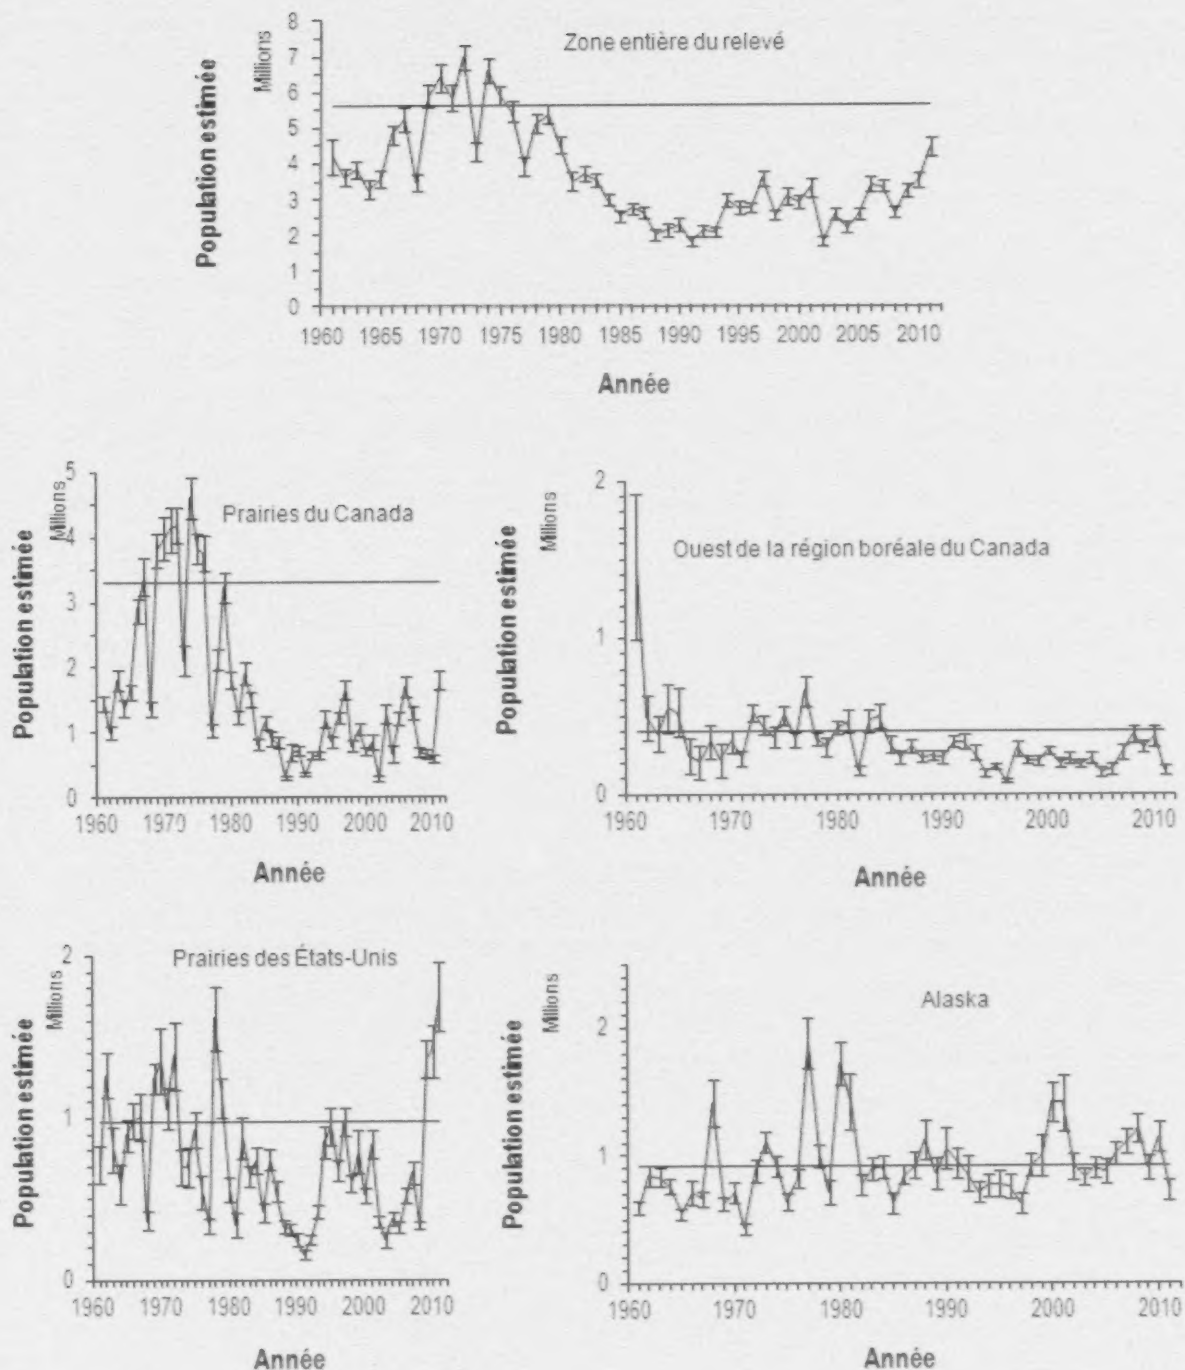 Zone entière du relevé
Population estimée
Millions
8
7
6
5
4
3
2
1
0
1960 1965 1970 1975 1980 1985 1990 1995 2000 2005 2010
Année
Prairies du Canada
Population estimée
Millions
5
4
3
2
1
0
1960 1970 1980 1990 2000 2010
Année
Ouest de la région boréale du Canada
Population estimée
Millions
2
1
0
1960 1970 1980 1990 2000 2010
Année
Prairies des États-Unis
Population estimée
Millions
2
1
0
1960 1970 1980 1990 2000 2010
Année
Alaska
Population estimée
Millions
2
1
0
1960 1970 1980 1990 2000 2010
Année